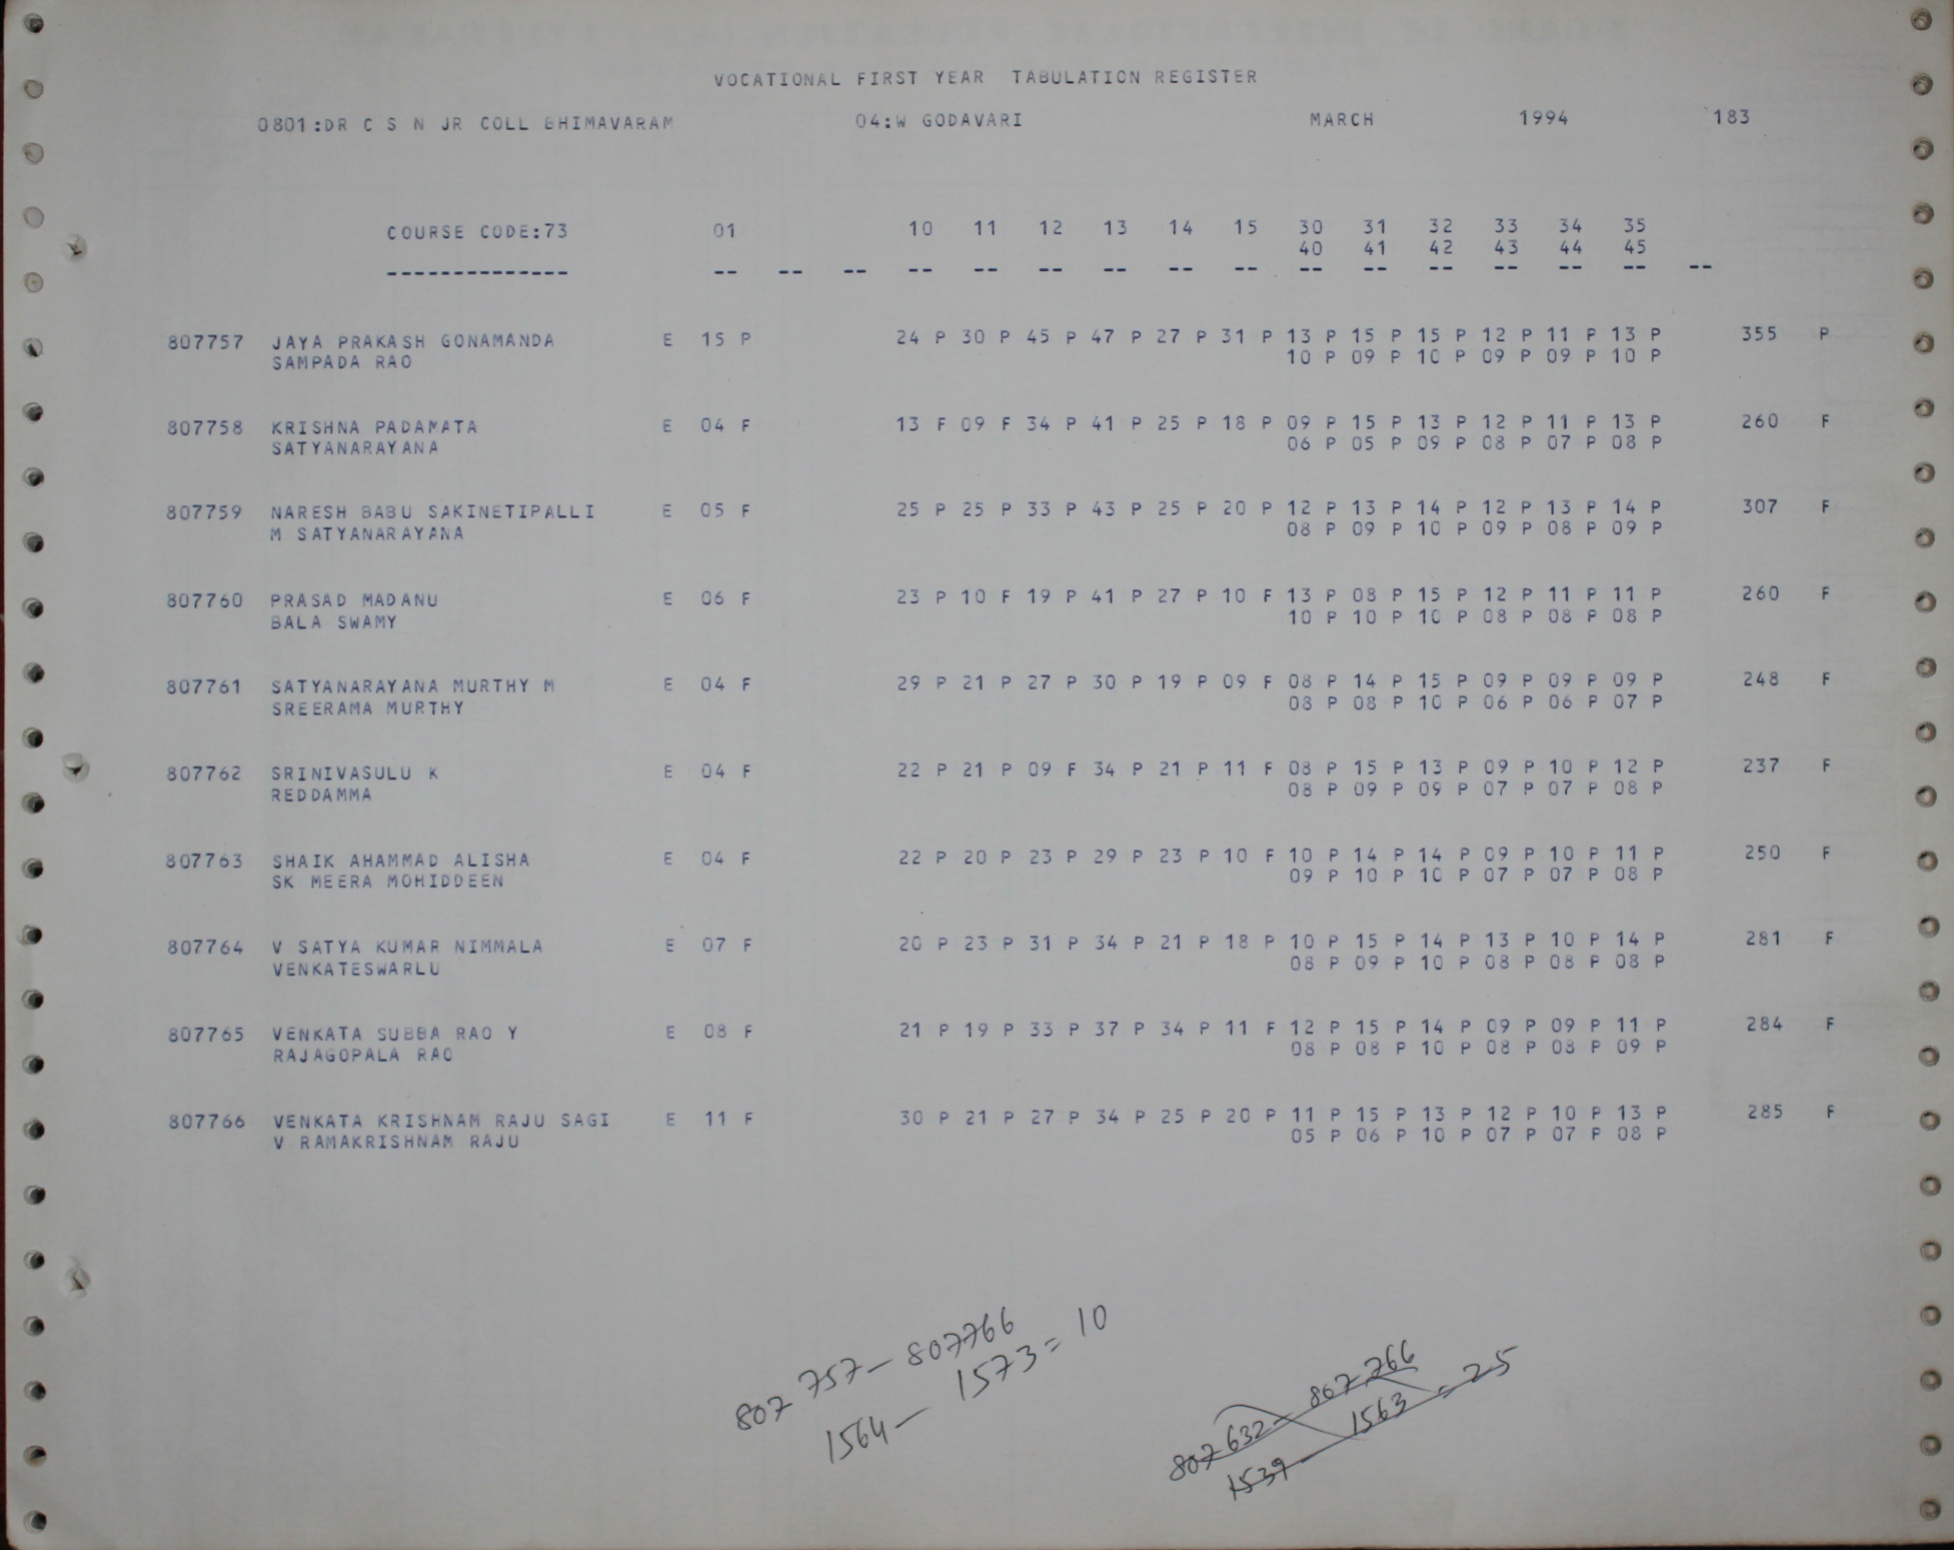 VOCATIONAL FIRST YEAR TABULATION REGISTER
0801:DR C S N JR COLL BHIMAVARAM 04:W GODAVARI MARCH 1994 183
COURSE CODE:73 01 10 11 12 13 14 15 30 31 32 33 34 35
40 41 42 43 44 45
-------------- -- -- -- -- -- -- -- -- -- -- -- -- -- -- -- --
807757 JAYA PRAKASH GONAMANDA E 15 P 24 P 30 P 45 P 47 P 27 P 31 P 13 P 15 P 15 P 12 P 11 P 13 P 355 P
SAMPADA RAO 10 P 09 P 10 P 09 P 09 P 10 P
807758 KRISHNA PADAMATA E 04 F 13 F 09 F 34 P 41 P 25 P 18 P 09 P 15 P 13 P 12 P 11 P 13 P 260 F
SATYANARAYANA 06 P 05 P 09 P 08 P 07 P 08 P
807759 NARESH BABU SAKINETIPALLI E 05 F 25 P 25 P 33 P 43 P 25 P 20 P 12 P 13 P 14 P 12 P 13 P 14 P 307 F
M SATYANARAYANA 08 P 09 P 10 P 09 P 08 P 09 P
807760 PRASAD MADANU E 06 F 23 P 10 F 19 P 41 P 27 P 10 F 13 P 08 P 15 P 12 P 11 P 11 P 260 F
BALA SWAMY 10 P 10 P 10 P 08 P 08 P 08 P
807761 SATYANARAYANA MURTHY M E 04 F 29 P 21 P 27 P 30 P 19 P 09 F 08 P 14 P 15 P 09 P 09 P 09 P 248 F
SREERAMA MURTHY 08 P 08 P 10 P 06 P 06 P 07 P
807762 SRINIVASULU K E 04 F 22 P 21 P 09 F 34 P 21 P 11 F 08 P 15 P 13 P 09 P 10 P 12 P 237 F
REDDAMMA 08 P 09 P 09 P 07 P 07 P 08 P
807763 SHAIK AHAMMAD ALISHA E 04 F 22 P 20 P 23 P 29 P 23 P 10 F 10 P 14 P 14 P 09 P 10 P 11 P 250 F
SK MEERA MOHIDDEEN 09 P 10 P 10 P 07 P 07 P 08 P
807764 V SATYA KUMAR NIMMALA E 07 F 20 P 23 P 31 P 34 P 21 P 18 P 10 P 15 P 14 P 13 P 10 P 14 P 281 F
VENKATESWARLU 08 P 09 P 10 P 08 P 08 P 08 P
807765 VENKATA SUBBA RAO Y E 08 F 21 P 19 P 33 P 37 P 34 P 11 F 12 P 15 P 14 P 09 P 09 P 11 P 284 F
RAJAGOPALA RAO 08 P 08 P 10 P 08 P 08 P 09 P
807766 VENKATA KRISHNAM RAJU SAGI E 11 F 30 P 21 P 27 P 34 P 25 P 20 P 11 P 15 P 13 P 12 P 10 P 13 P 285 F
V RAMAKRISHNAM RAJU 05 P 06 P 10 P 07 P 07 P 08 P
807757 - 807766
1564 - 1573 = 10
807632 - 807766
1539 - 1563 = 25